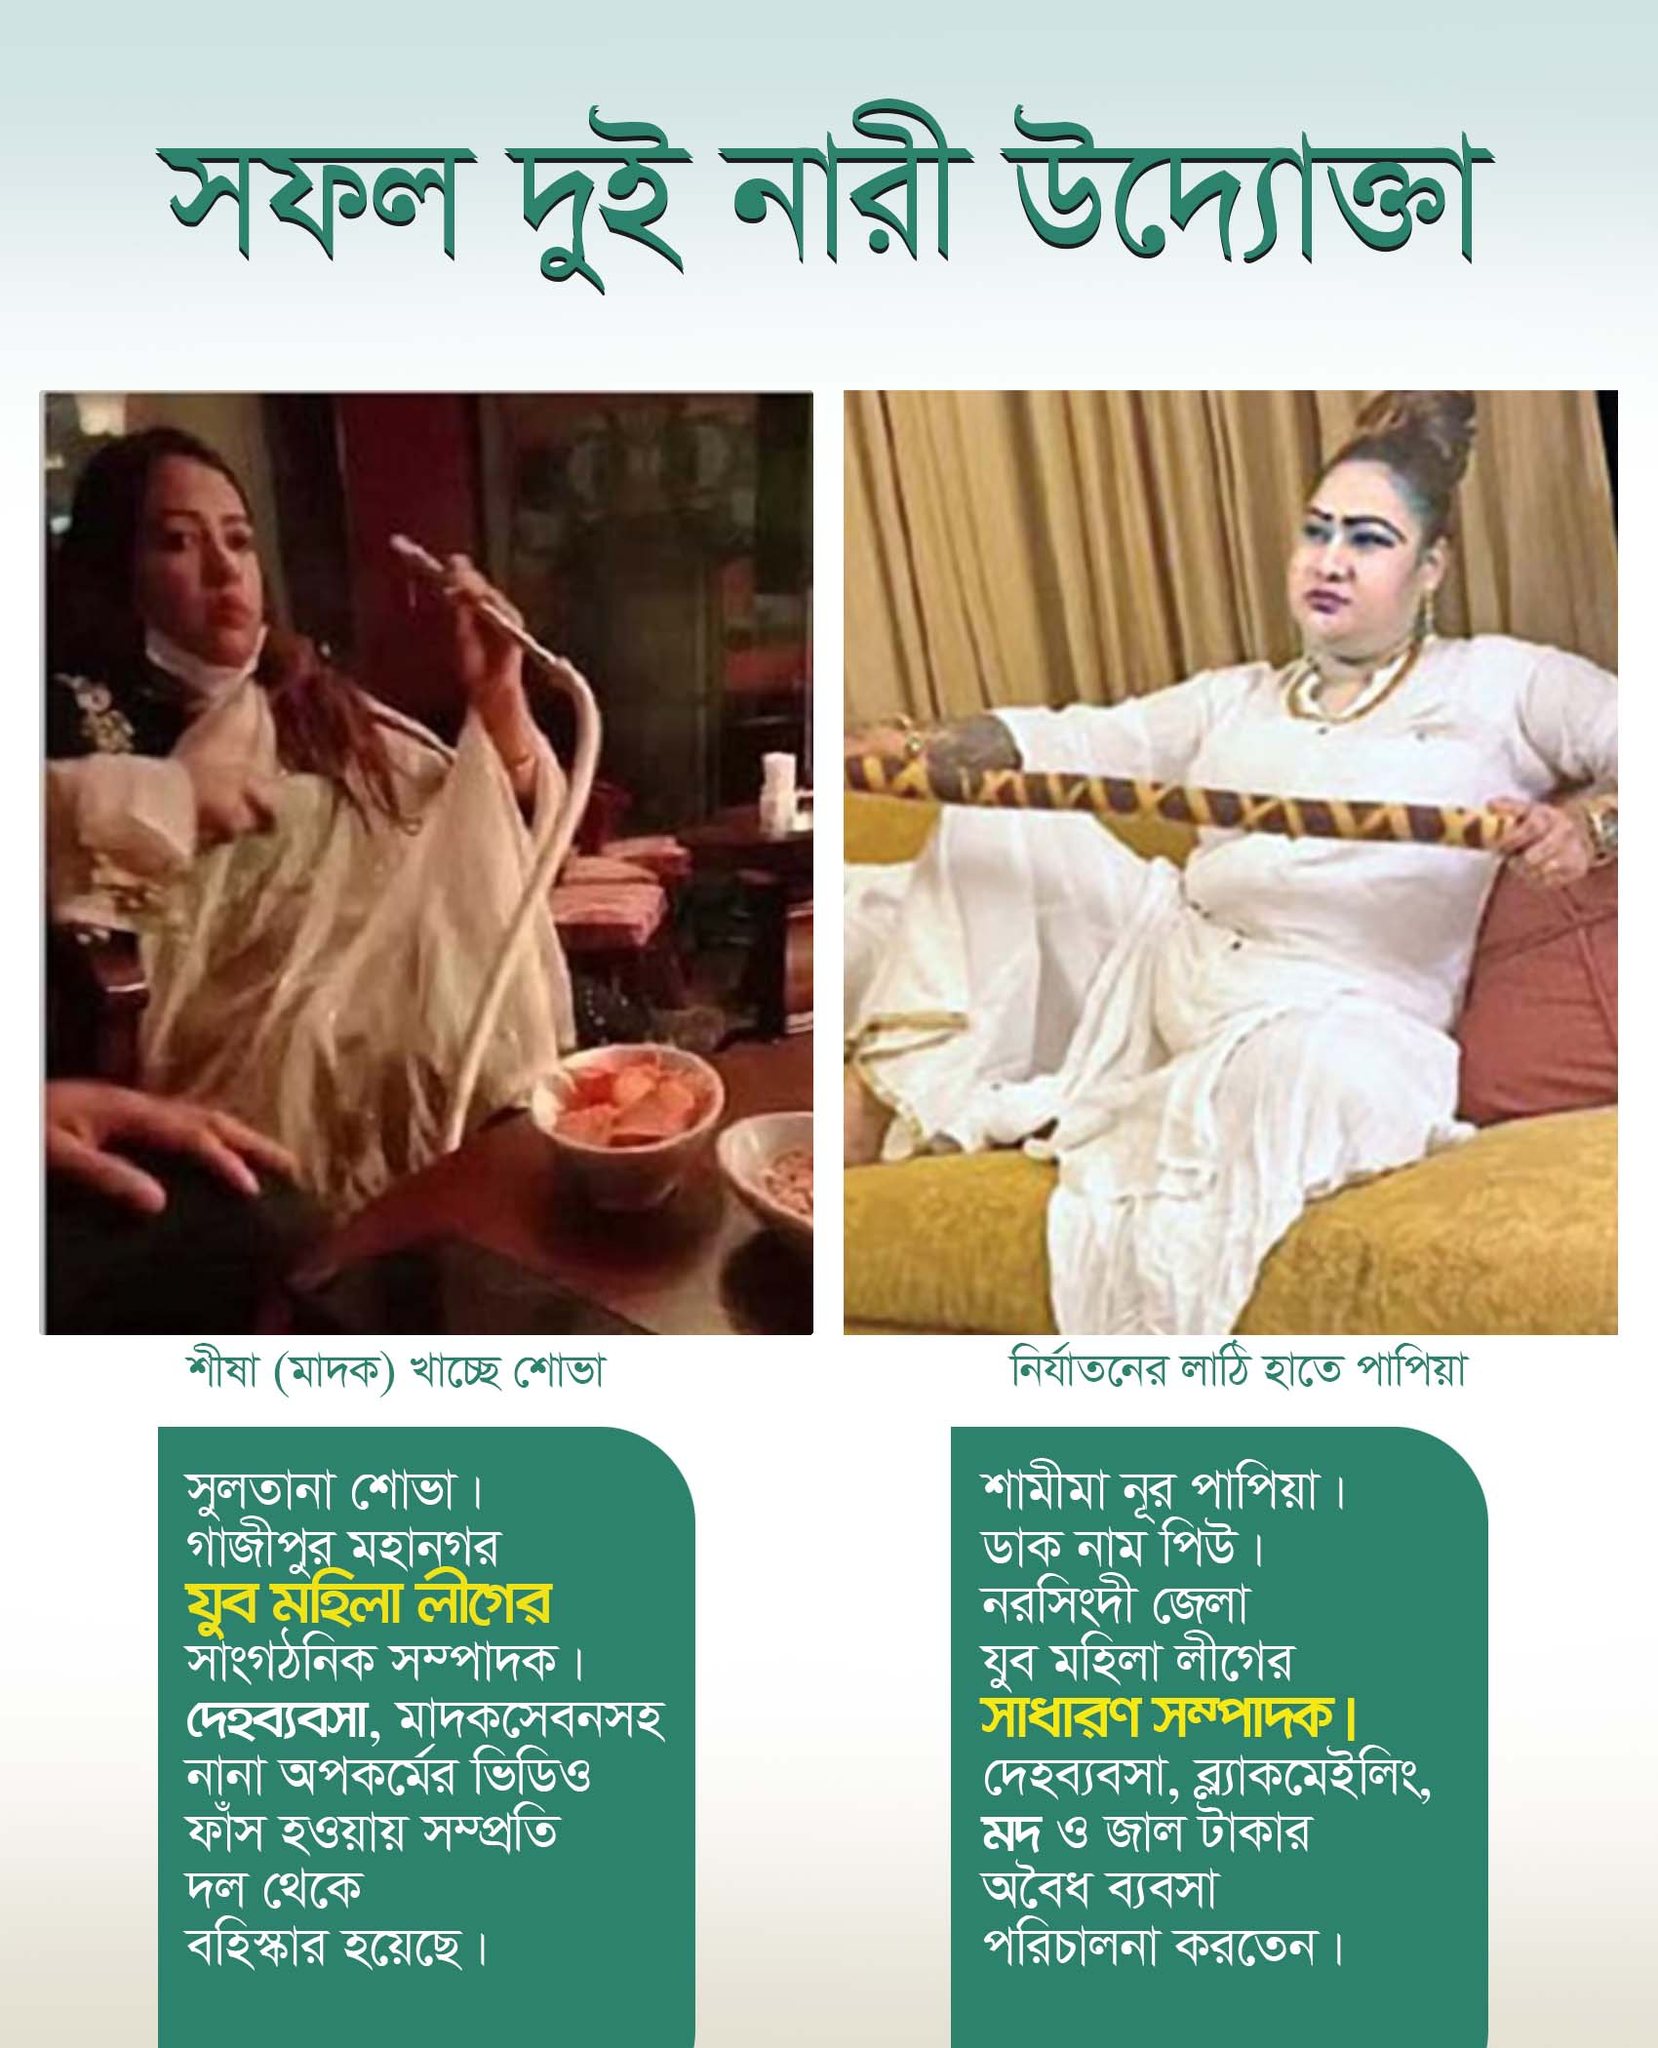 সফল দুই নারী উদ্যোক্তা
শীষা (মাদক) খাচ্ছে শোভা
সুলতানা শোভা।
গাজীপুর মহানগর
যুব মহিলা লীগের
সাংগঠনিক সম্পাদক।
দেহব্যবসা, মাদকসেবনসহ
নানা অপকর্মের ভিডিও
ফাঁস হওয়ায় সম্প্রতি
দল থেকে
বহিস্কার হয়েছে।
নির্যাতনের লাঠি হাতে পাপিয়া
শামীমা নূর পাপিয়া।
ডাক নাম পিউ।
নরসিংদী জেলা
যুব মহিলা লীগের
সাধারণ সম্পাদক।
দেহব্যবসা, ব্ল্যাকমেইলিং,
মদ ও জাল টাকার
অবৈধ ব্যবসা
পরিচালনা করতেন।